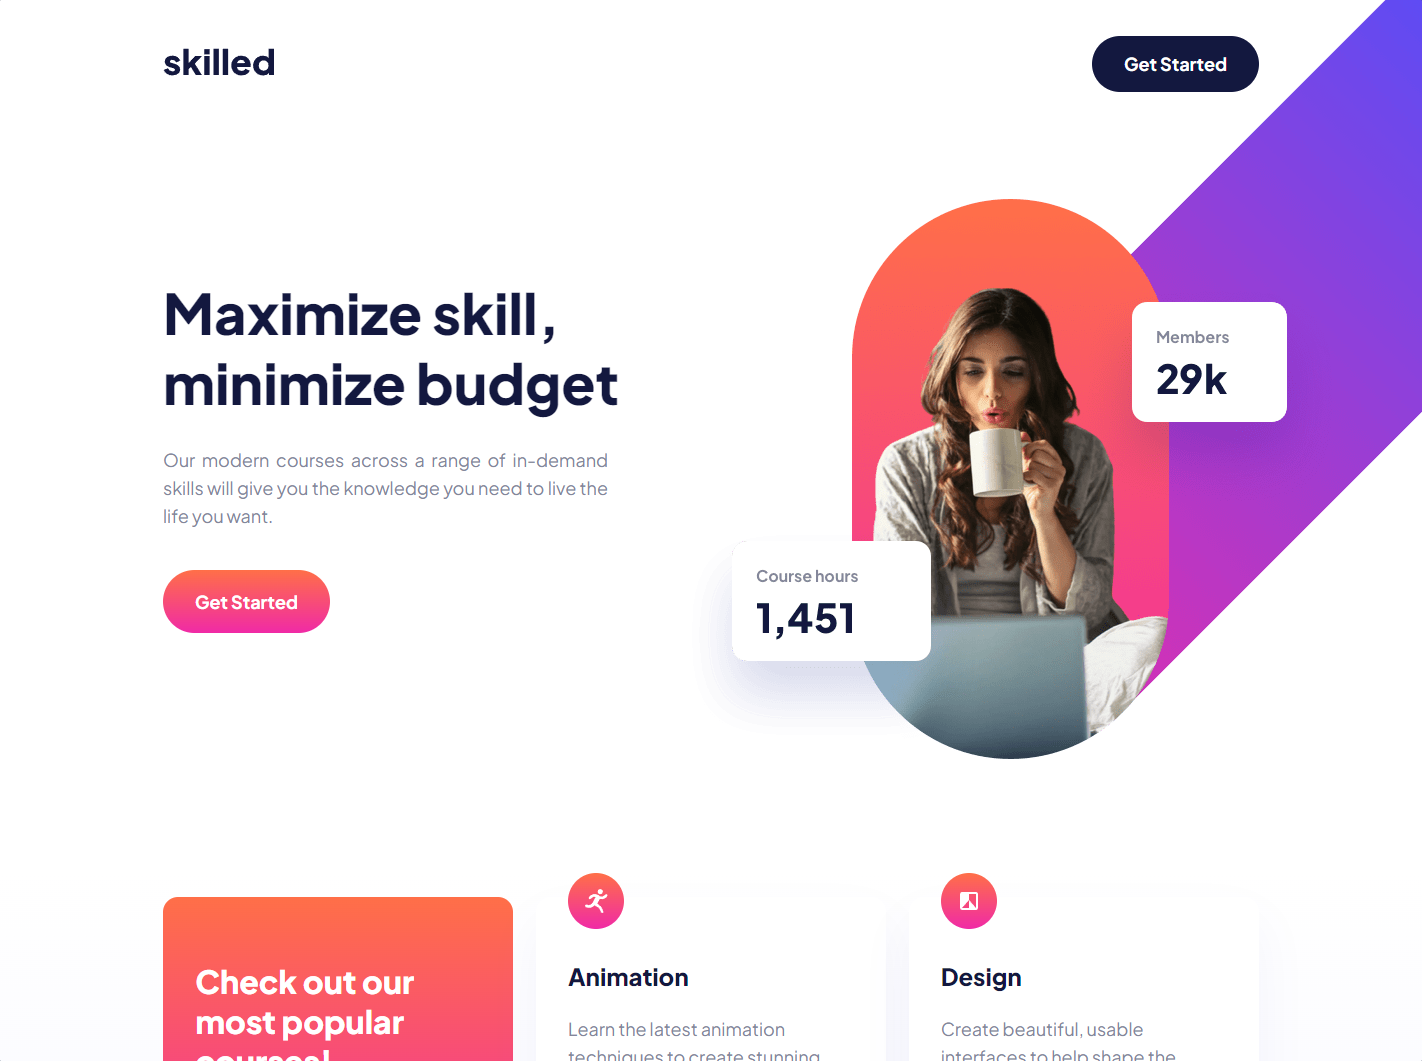 skilled
Get Started
Maximize skill,
minimize budget
Our modern courses across a range of in-demand
skills will give you the knowledge you need to live the
life you want.
Get Started
Members
29k
Course hours
1,451
Check out our
most popular
courses!
Animation
Learn the latest animation
techniques to create stunning
Design
Create beautiful, usable
interfaces to help shape the